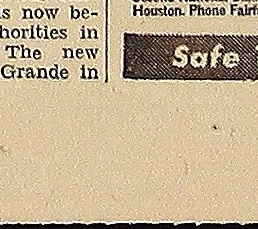 s now be-
horities in
The new
Grande in
Houston. Phone Fairf
Safe